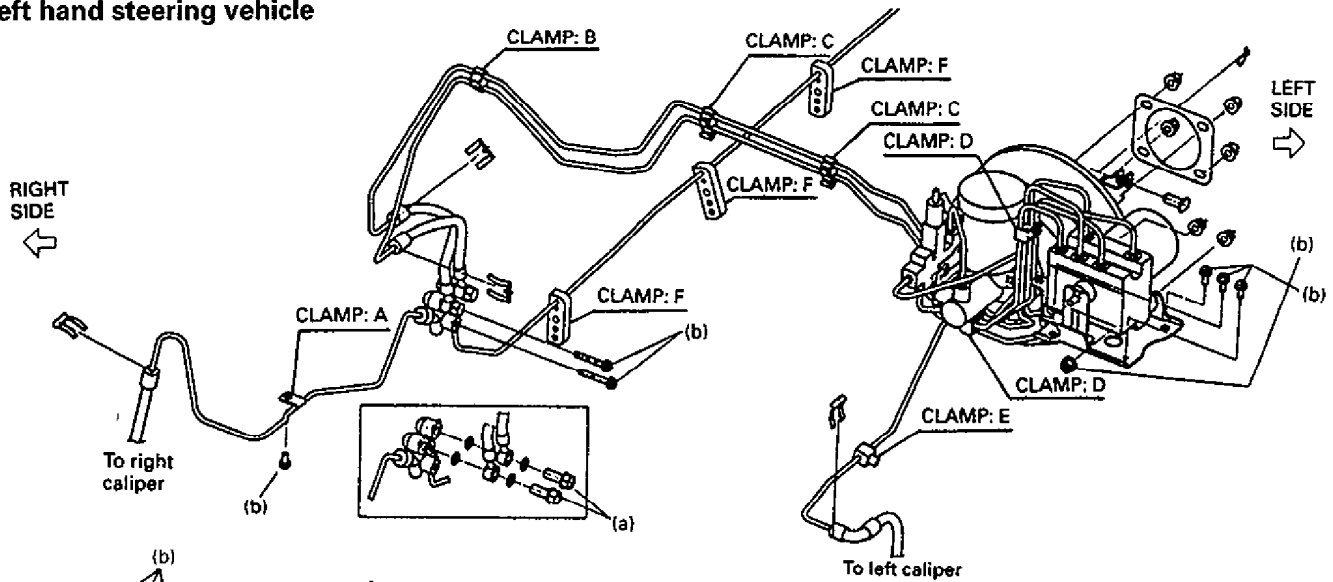 eft hand steering vehicle
CLAMP: B
CLAMP: C
CLAMP: F
CLAMP: C
CLAMP: D
LEFT
SIDE
RIGHT
SIDE
CLAMP: F
(b)
(b)
CLAMP: F
CLAMP: A
(b)
CLAMP: D
CLAMP: E
To right
caliper
(b)
(a)
To left caliper
(b)